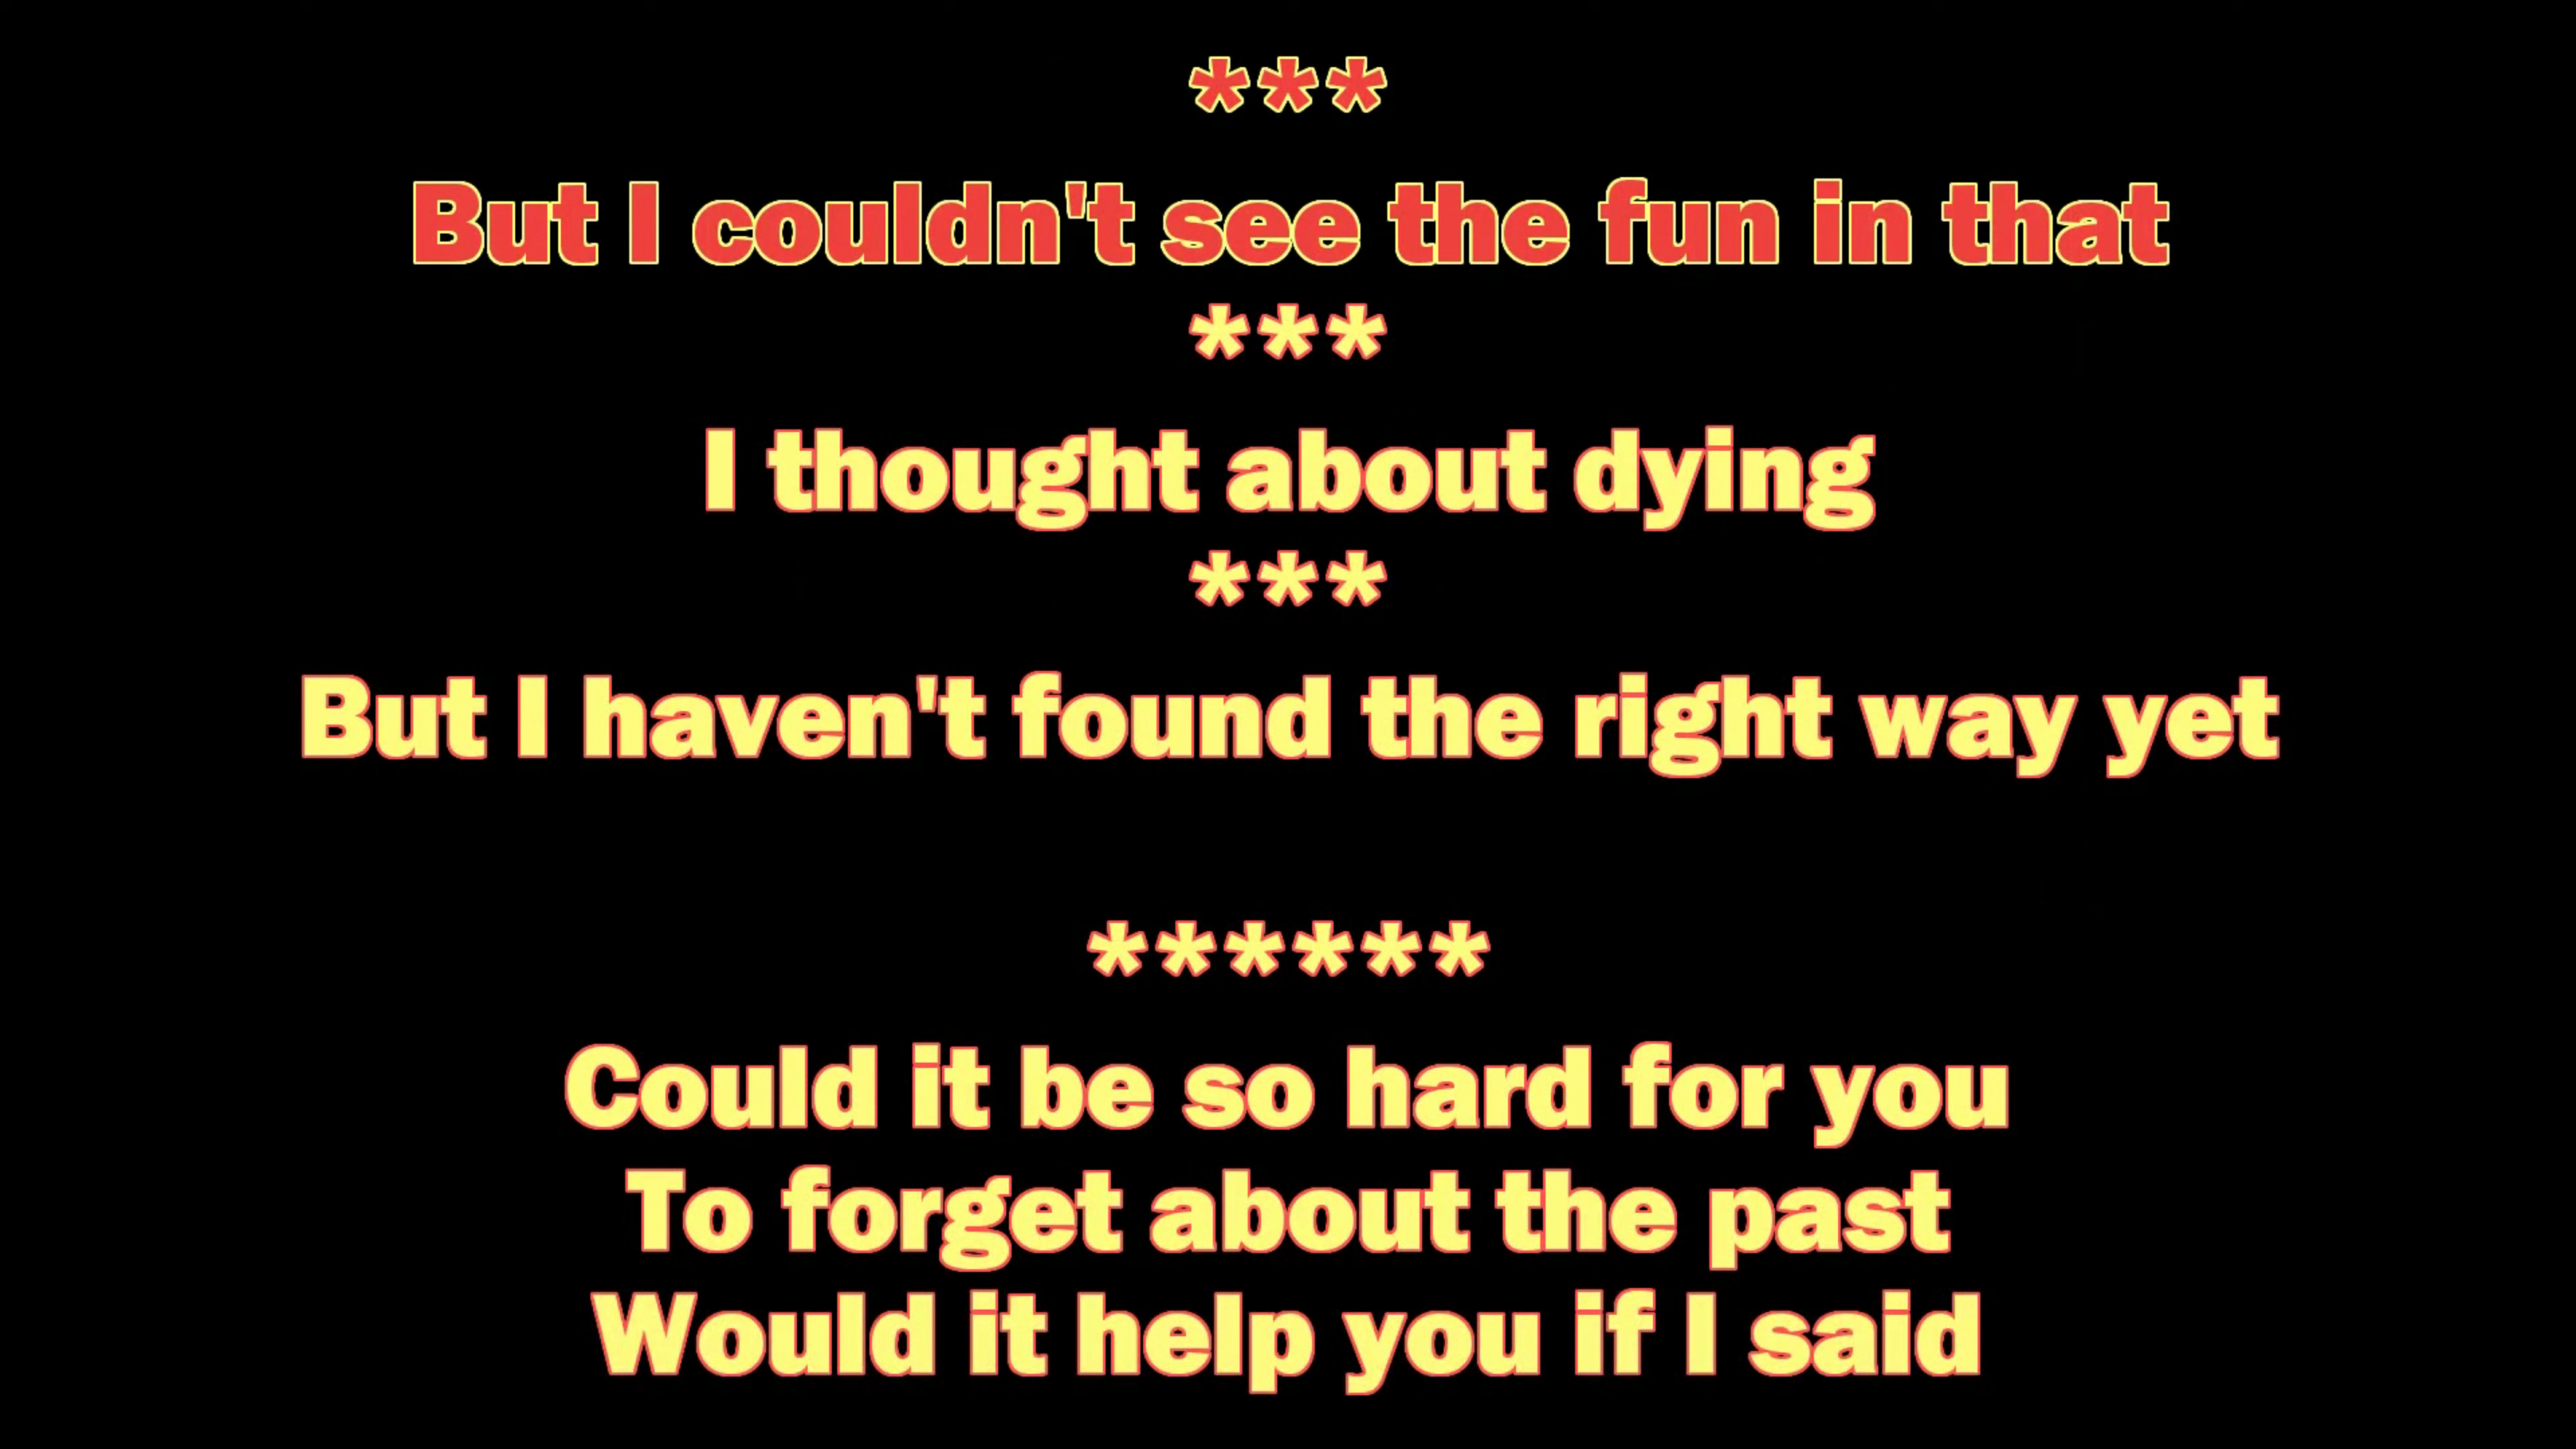 ***
But I couldn't see the fun in that
***
I thought about dying
***
But I haven't found the right way yet
******
Could it be so hard for you
To forget about the past
Would it help you if I said